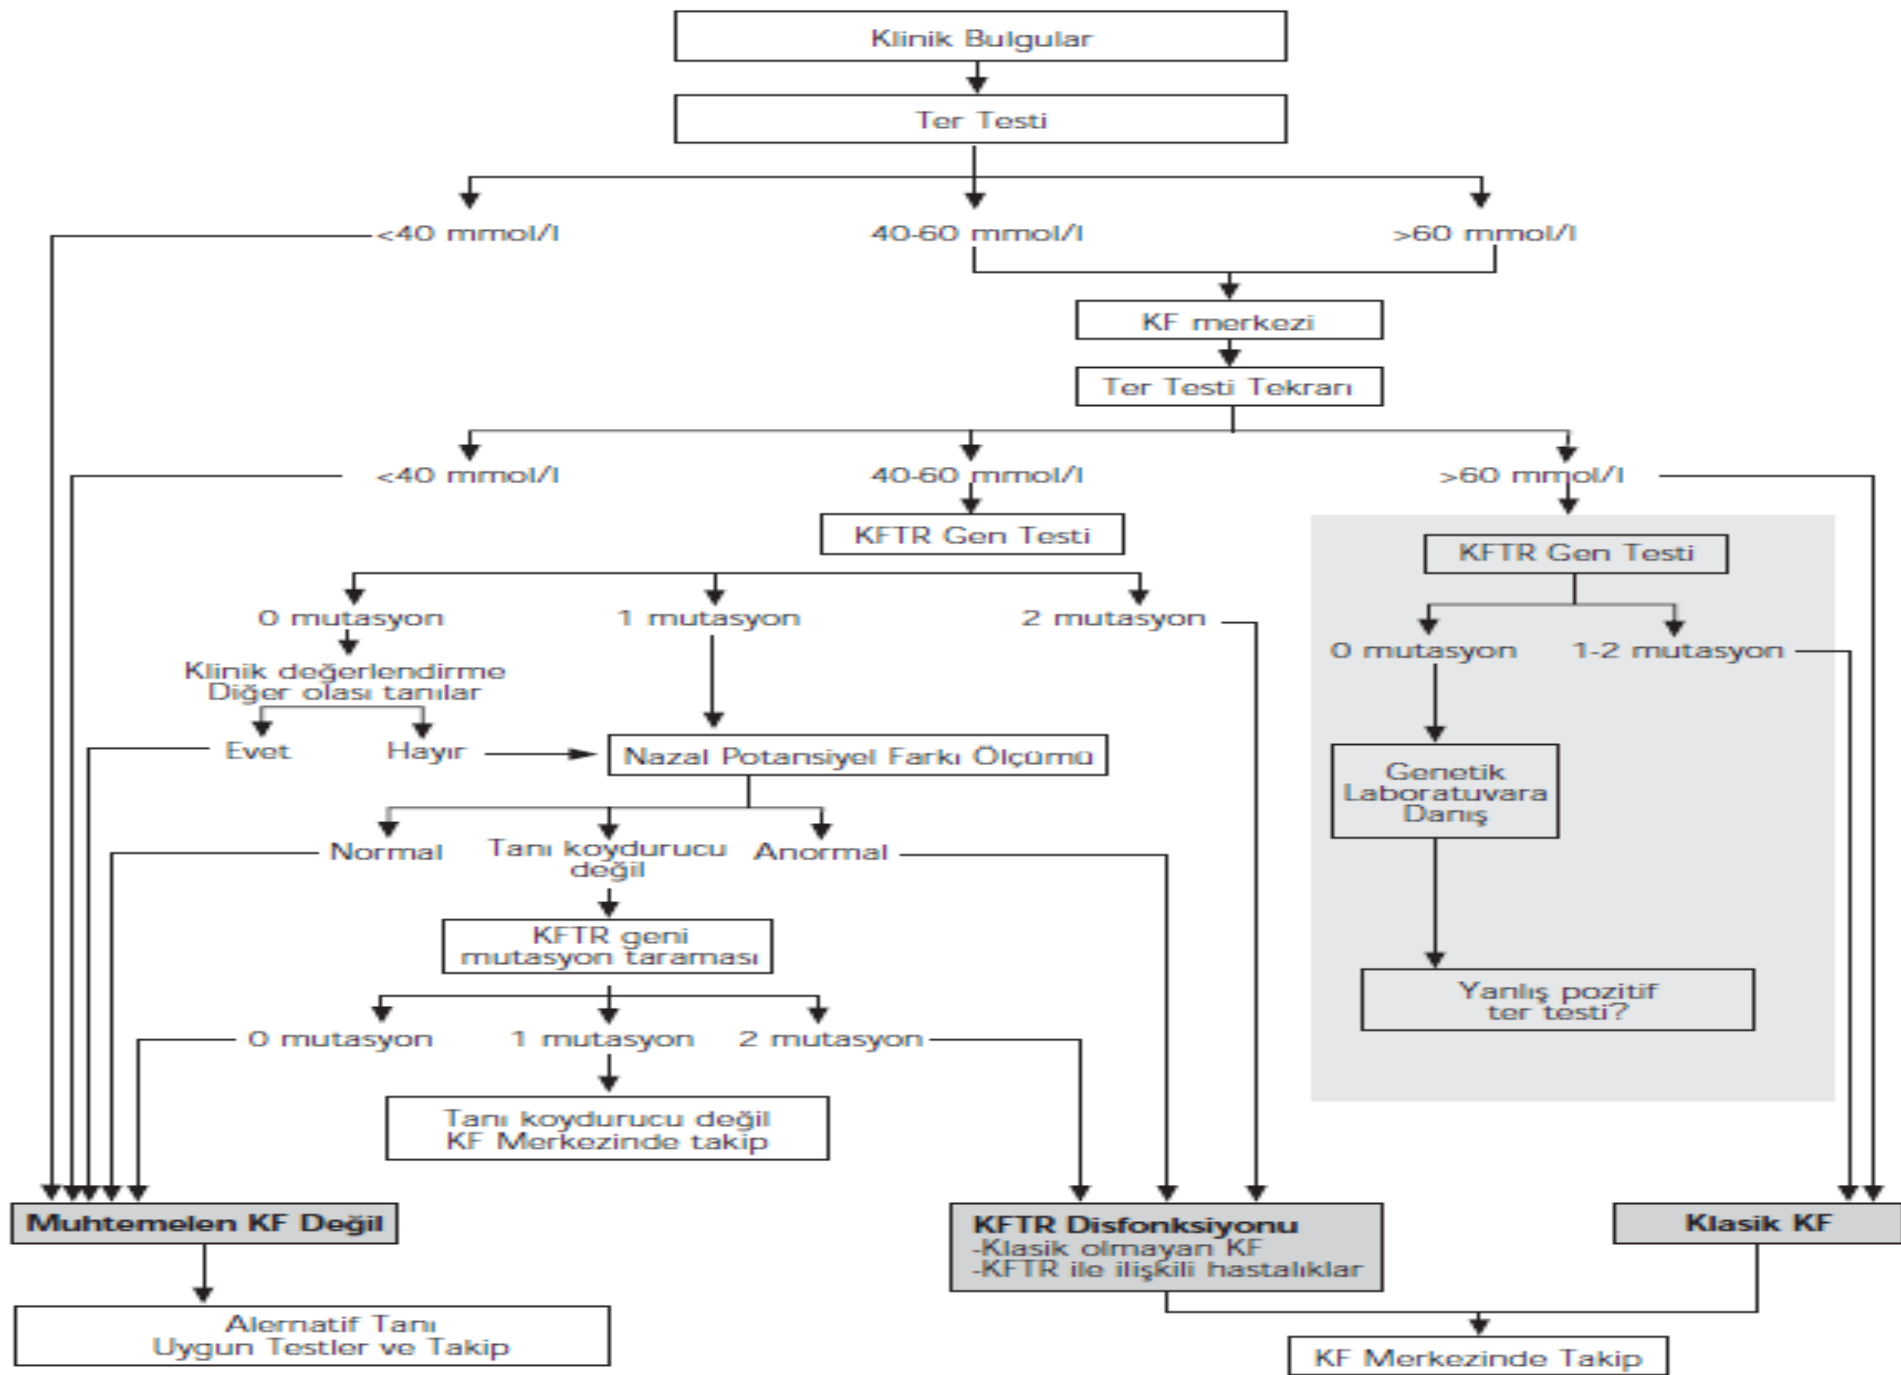 Klinik Bulgular
Ter Testi
<40 mmol/l
40-60 mmol/l
>60 mmol/l
KF merkezi
Ter Testi Tekrarı
<40 mmol/l
40-60 mmol/l
>60 mmol/l
KFTR Gen Testi
KFTR Gen Testi
0 mutasyon
1 mutasyon
2 mutasyon
0 mutasyon
1-2 mutasyon
Klinik değerlendirme
Diğer olası tanılar
Evet
Hayır
Nazal Potansiyel Farkı Ölçümü
Genetik
Laboratuvara
Danış
Normal
Tanı koydurucu
değil
Anormal
KFTR geni
mutasyon taraması
Yanlış pozitif
ter testi?
0 mutasyon
1 mutasyon
2 mutasyon
Tanı koydurucu değil
KF Merkezinde takip
Muhtemelen KF Değil
KFTR Disfonksiyonu
-Klasik olmayan KF
-KFTR ile ilişkili hastalıklar
Klasik KF
Alernatif Tanı
Uygun Testler ve Takip
KF Merkezinde Takip